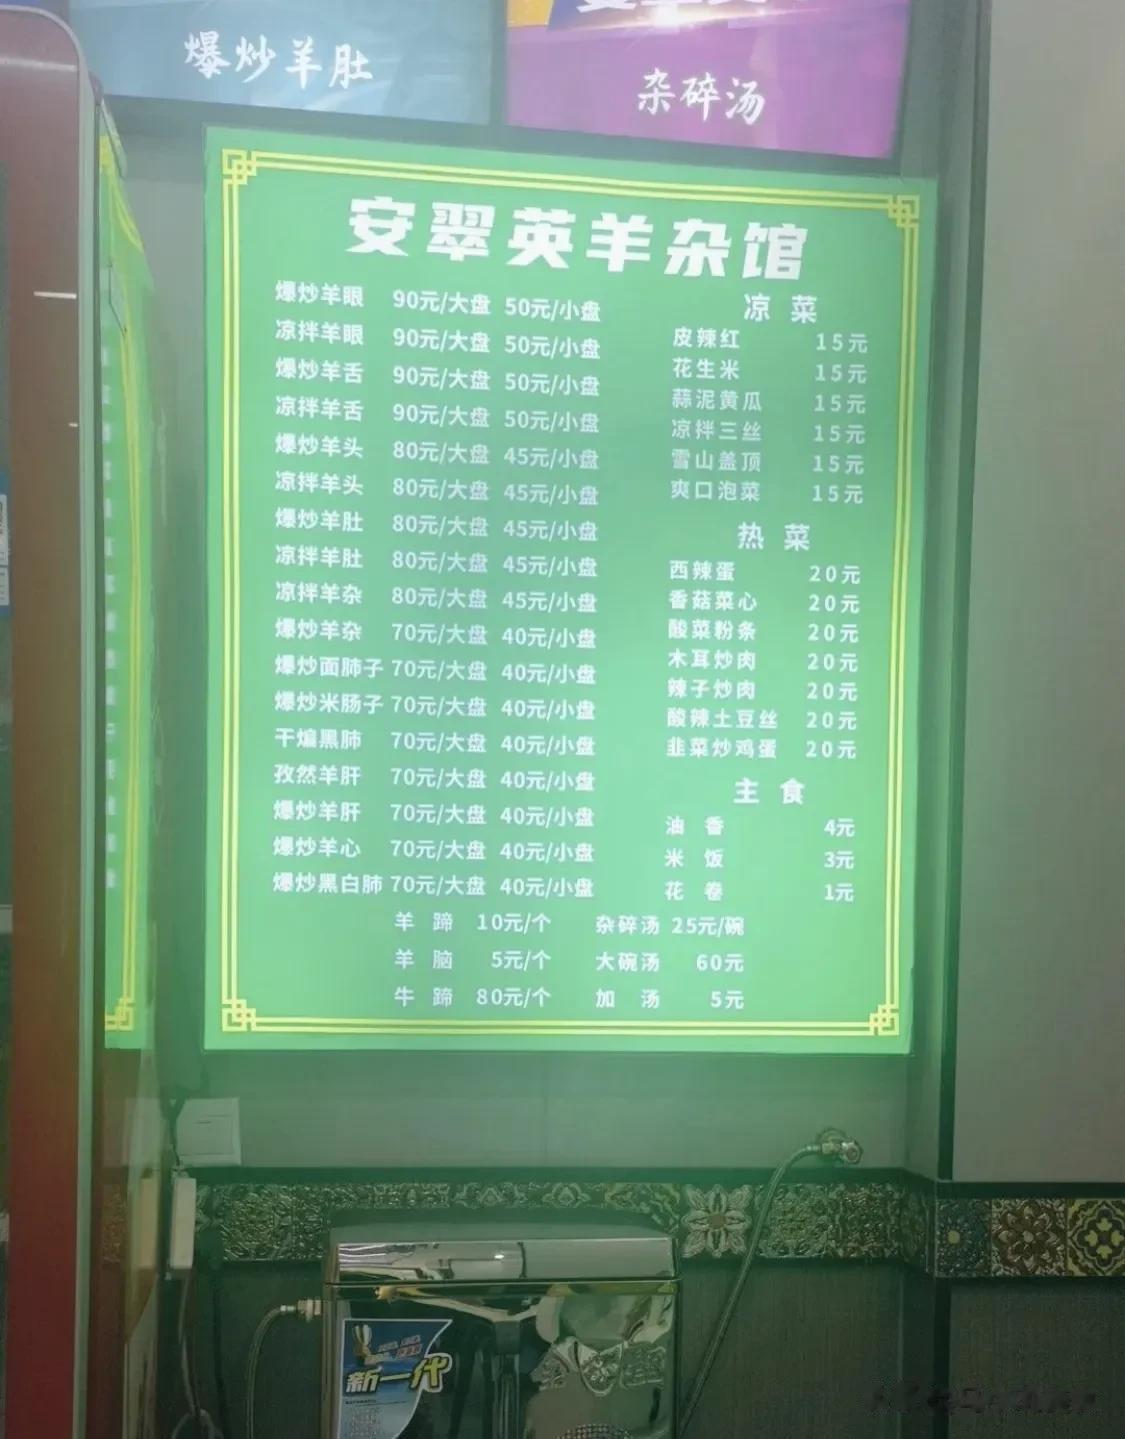 爆炒羊肚
杂碎汤
安翠英羊杂馆
爆炒羊眼 90元/大盘 50元/小盘
凉拌羊眼 90元/大盘 50元/小盘
爆炒羊舌 90元/大盘 50元/小盘
凉拌羊舌 90元/大盘 50元/小盘
爆炒羊头 80元/大盘 45元/小盘
凉拌羊头 80元/大盘 45元/小盘
爆炒羊肚 80元/大盘 45元/小盘
凉拌羊肚 80元/大盘 45元/小盘
凉拌羊杂 80元/大盘 45元/小盘
爆炒羊杂 70元/大盘 40元/小盘
爆炒面肺子 70元/大盘 40元/小盘
爆炒米肠子 70元/大盘 40元/小盘
干煸黑肺 70元/大盘 40元/小盘
孜然羊肝 70元/大盘 40元/小盘
爆炒羊肝 70元/大盘 40元/小盘
爆炒羊心 70元/大盘 40元/小盘
爆炒黑白肺 70元/大盘 40元/小盘
凉菜
皮辣红 15元
花生米 15元
蒜泥黄瓜 15元
凉拌三丝 15元
雪山盖顶 15元
爽口泡菜 15元
热菜
西辣蛋 20元
香菇菜心 20元
酸菜粉条 20元
木耳炒肉 20元
辣子炒肉 20元
酸辣土豆丝 20元
韭菜炒鸡蛋 20元
主食
油香 4元
米饭 3元
花卷 1元
羊蹄 10元/个 杂碎汤 25元/碗
羊脑 5元/个 大碗汤 60元
牛蹄 80元/个 加汤 5元
新一代